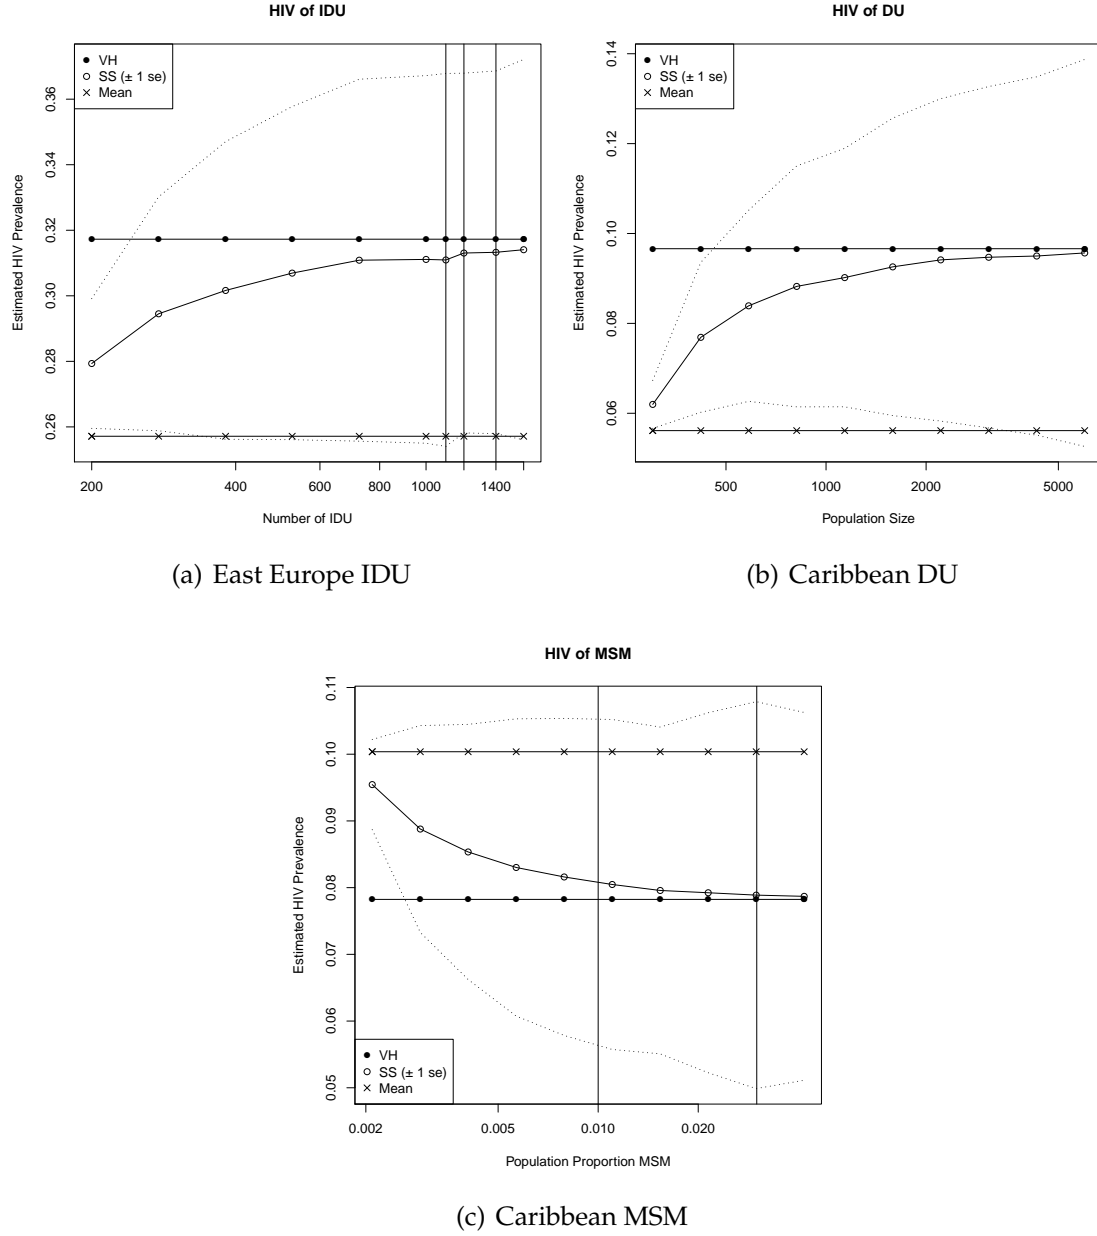 HIV of IDU
VH
SS (± 1 se)
Mean
Estimated HIV Prevalence
0.26 0.28 0.30 0.32 0.34 0.36
200 400 600 800 1000 1400
Number of IDU
(a) East Europe IDU
HIV of DU
VH
SS (± 1 se)
Mean
Estimated HIV Prevalence
0.06 0.08 0.10 0.12 0.14
500 1000 2000 5000
Population Size
(b) Caribbean DU
HIV of MSM
Estimated HIV Prevalence
0.05 0.06 0.07 0.08 0.09 0.10 0.11
VH
SS (± 1 se)
Mean
0.002 0.005 0.010 0.020
Population Proportion MSM
(c) Caribbean MSM